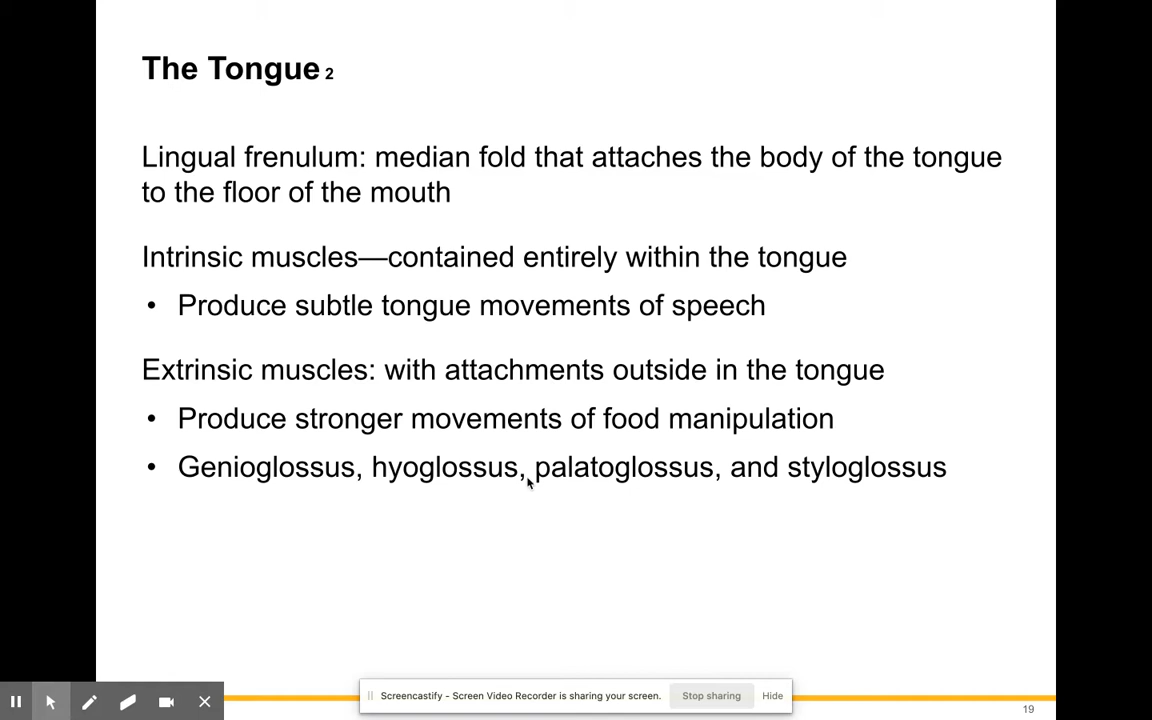 The Tongue 2
Lingual frenulum: median fold that attaches the body of the tongue
to the floor of the mouth
Intrinsic muscles—contained entirely within the tongue
• Produce subtle tongue movements of speech
Extrinsic muscles: with attachments outside in the tongue
• Produce stronger movements of food manipulation
• Genioglossus, hyoglossus, palatoglossus, and styloglossus
Screencastify - Screen Video Recorder is sharing your screen. Stop sharing Hide
19